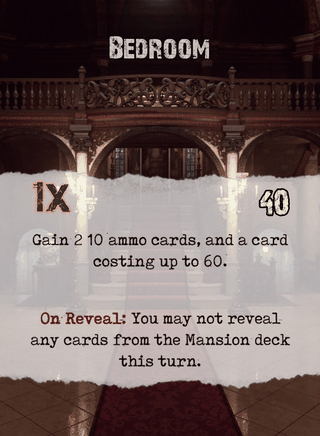 Bedroom
1X
40
Gain 2 10 ammo cards, and a card
costing up to 60.
On Reveal: You may not reveal
any cards from the Mansion deck
this turn.